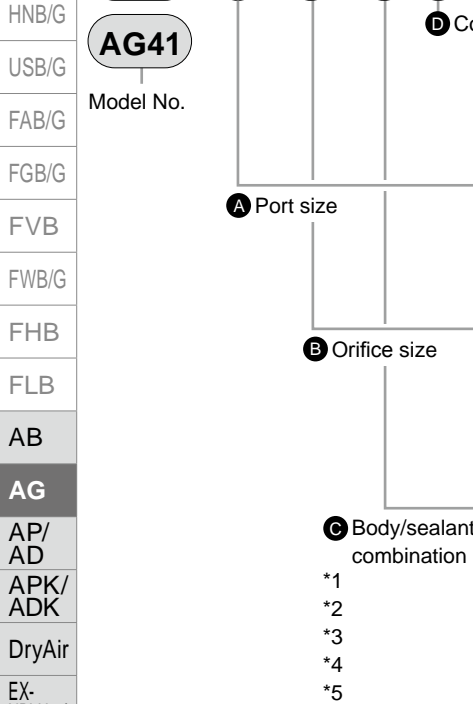 HNB/G
USB/G
FAB/G
FGB/G
FVB
FWB/G
FHB
FLB
AB
AG
AP/
AD
APK/
ADK
DryAir
EX-
AG41
Model No.
D
A Port size
B Orifice size
C Body/sealant
combination
*1
*2
*3
*4
*5